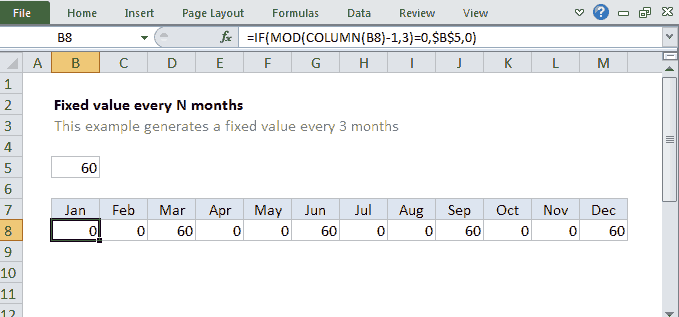 File Home Insert Page Layout Formulas Data Review View
B8 fx =IF(MOD(COLUMN(B8)-1,3)=0,$B$5,0)
A B C D E F G H I J K L M
1
2 Fixed value every N months
3 This example generates a fixed value every 3 months
4
5 60
6
7 Jan Feb Mar Apr May Jun Jul Aug Sep Oct Nov Dec
8 0 0 60 0 0 60 0 0 60 0 0 60
9
10
11
12